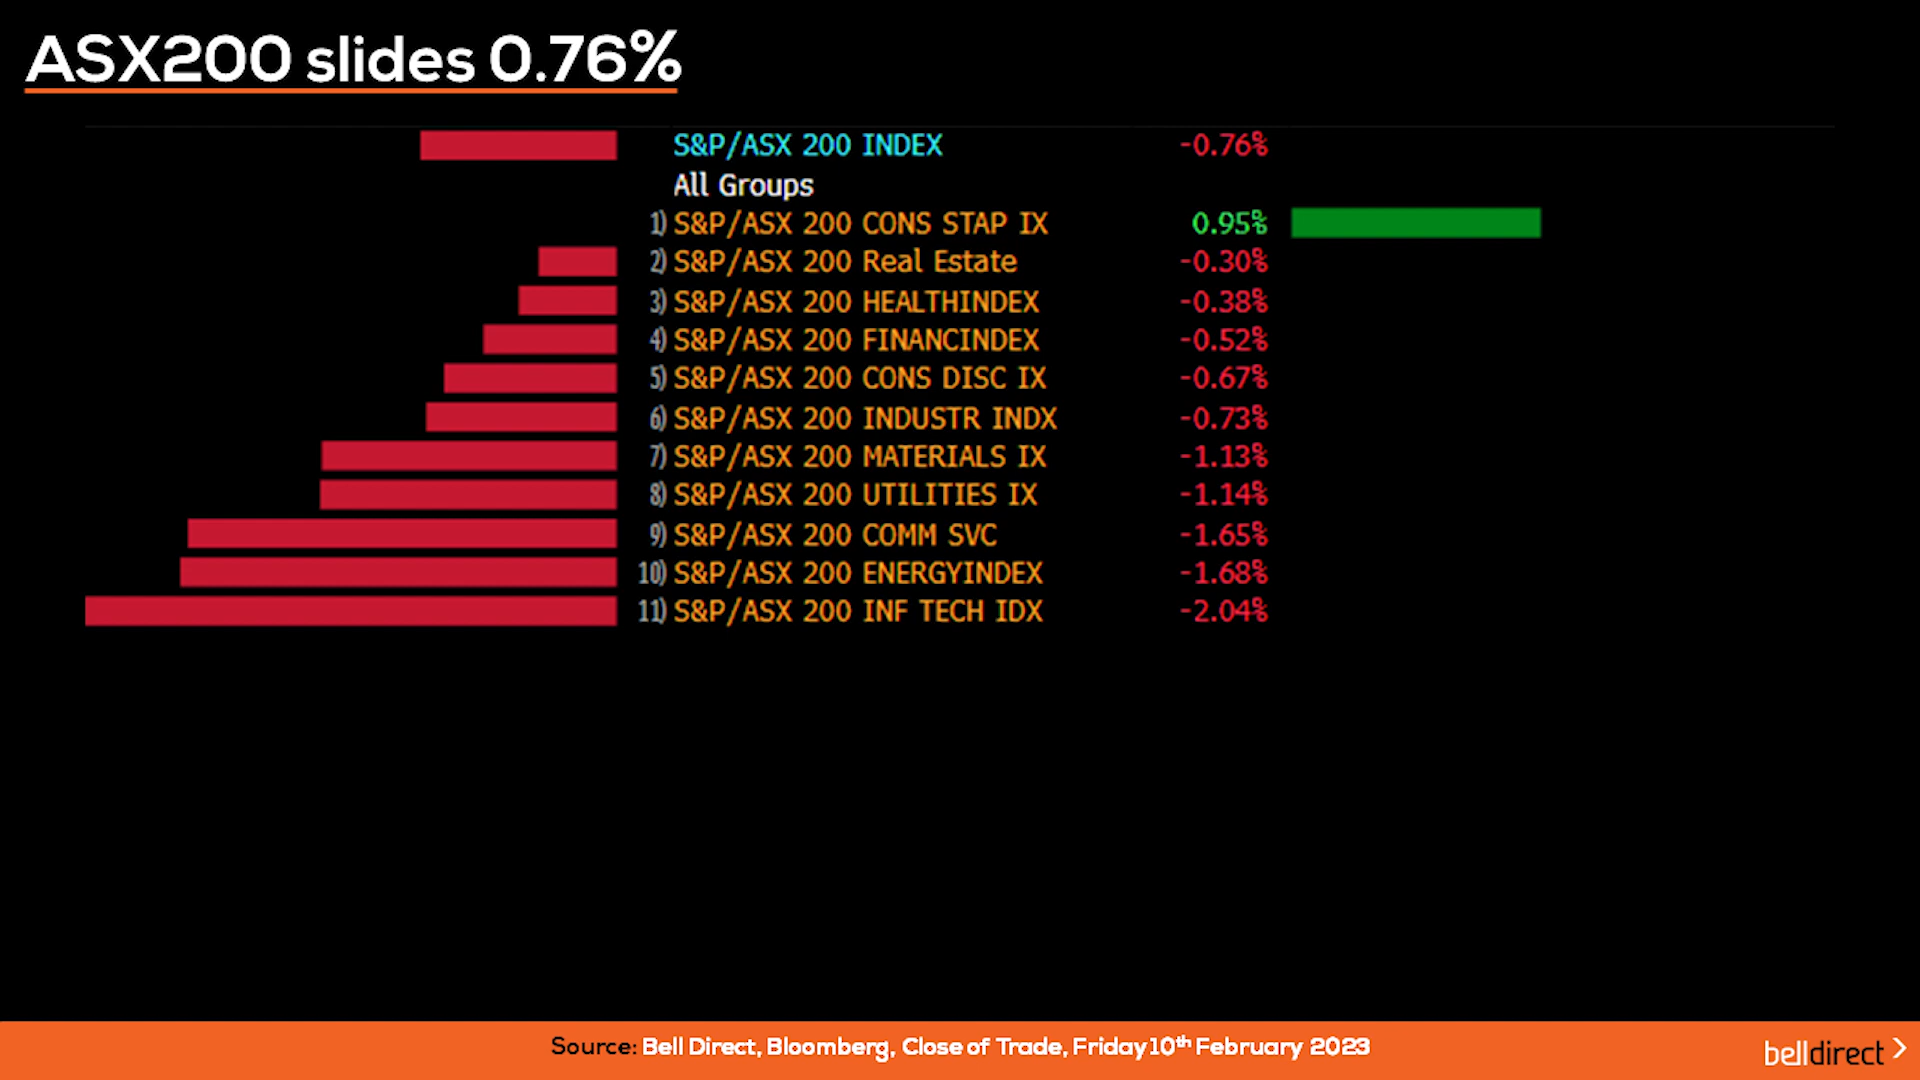 ASX200 slides 0.76%
S&P/ASX 200 INDEX -0.76%
All Groups
1) S&P/ASX 200 CONS STAP IX 0.95%
2) S&P/ASX 200 Real Estate -0.30%
3) S&P/ASX 200 HEALTHINDEX -0.38%
4) S&P/ASX 200 FINANCINDEX -0.52%
5) S&P/ASX 200 CONS DISC IX -0.67%
6) S&P/ASX 200 INDUSTR INDX -0.73%
7) S&P/ASX 200 MATERIALS IX -1.13%
8) S&P/ASX 200 UTILITIES IX -1.14%
9) S&P/ASX 200 COMM SVC -1.65%
10) S&P/ASX 200 ENERGYINDEX -1.68%
11) S&P/ASX 200 INF TECH IDX -2.04%
Source: Bell Direct, Bloomberg, Close of Trade, Friday 10th February 2023
belldirect